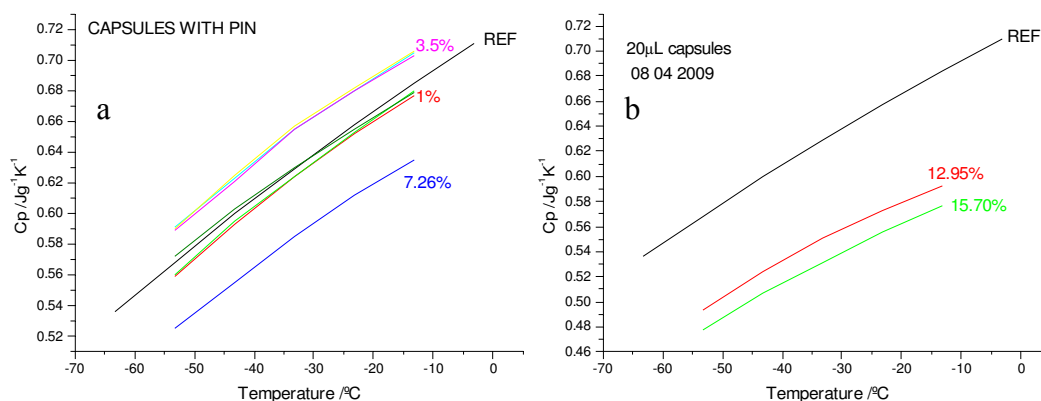 CAPSULES WITH PIN
a
3.5%
REF
1%
7.26%
0.72
0.70
0.68
0.66
0.64
0.62
0.60
0.58
0.56
0.54
0.52
Cp /Jg⁻¹K⁻¹
-70 -60 -50 -40 -30 -20 -10 0
Temperature /ºC
20μL capsules
08 04 2009
b
REF
12.95%
15.70%
0.72
0.70
0.68
0.66
0.64
0.62
0.60
0.58
0.56
0.54
0.52
0.50
0.48
0.46
Cp /Jg⁻¹K⁻¹
-70 -60 -50 -40 -30 -20 -10 0
Temperature /ºC